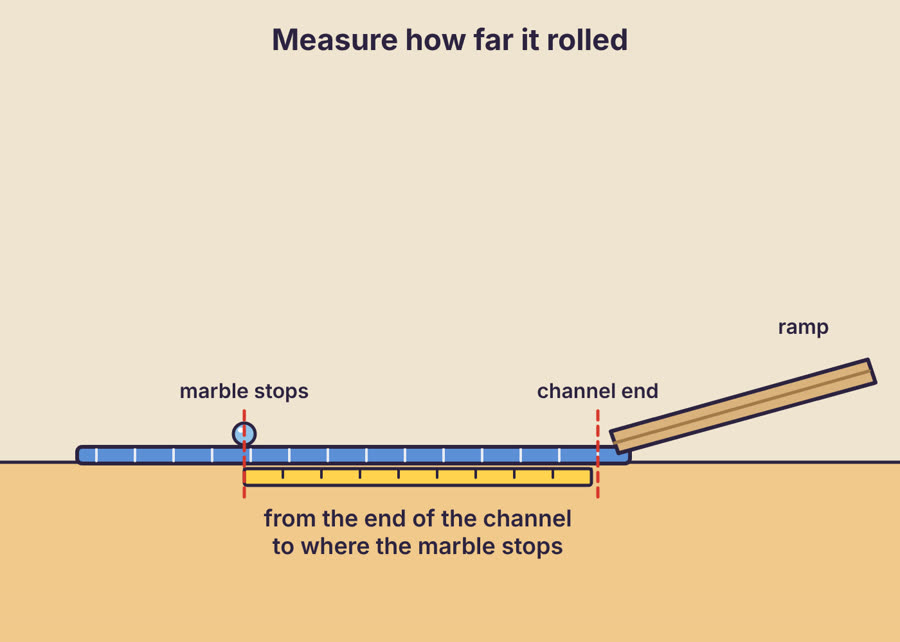 Measure how far it rolled
ramp
marble stops
channel end
from the end of the channel
to where the marble stops